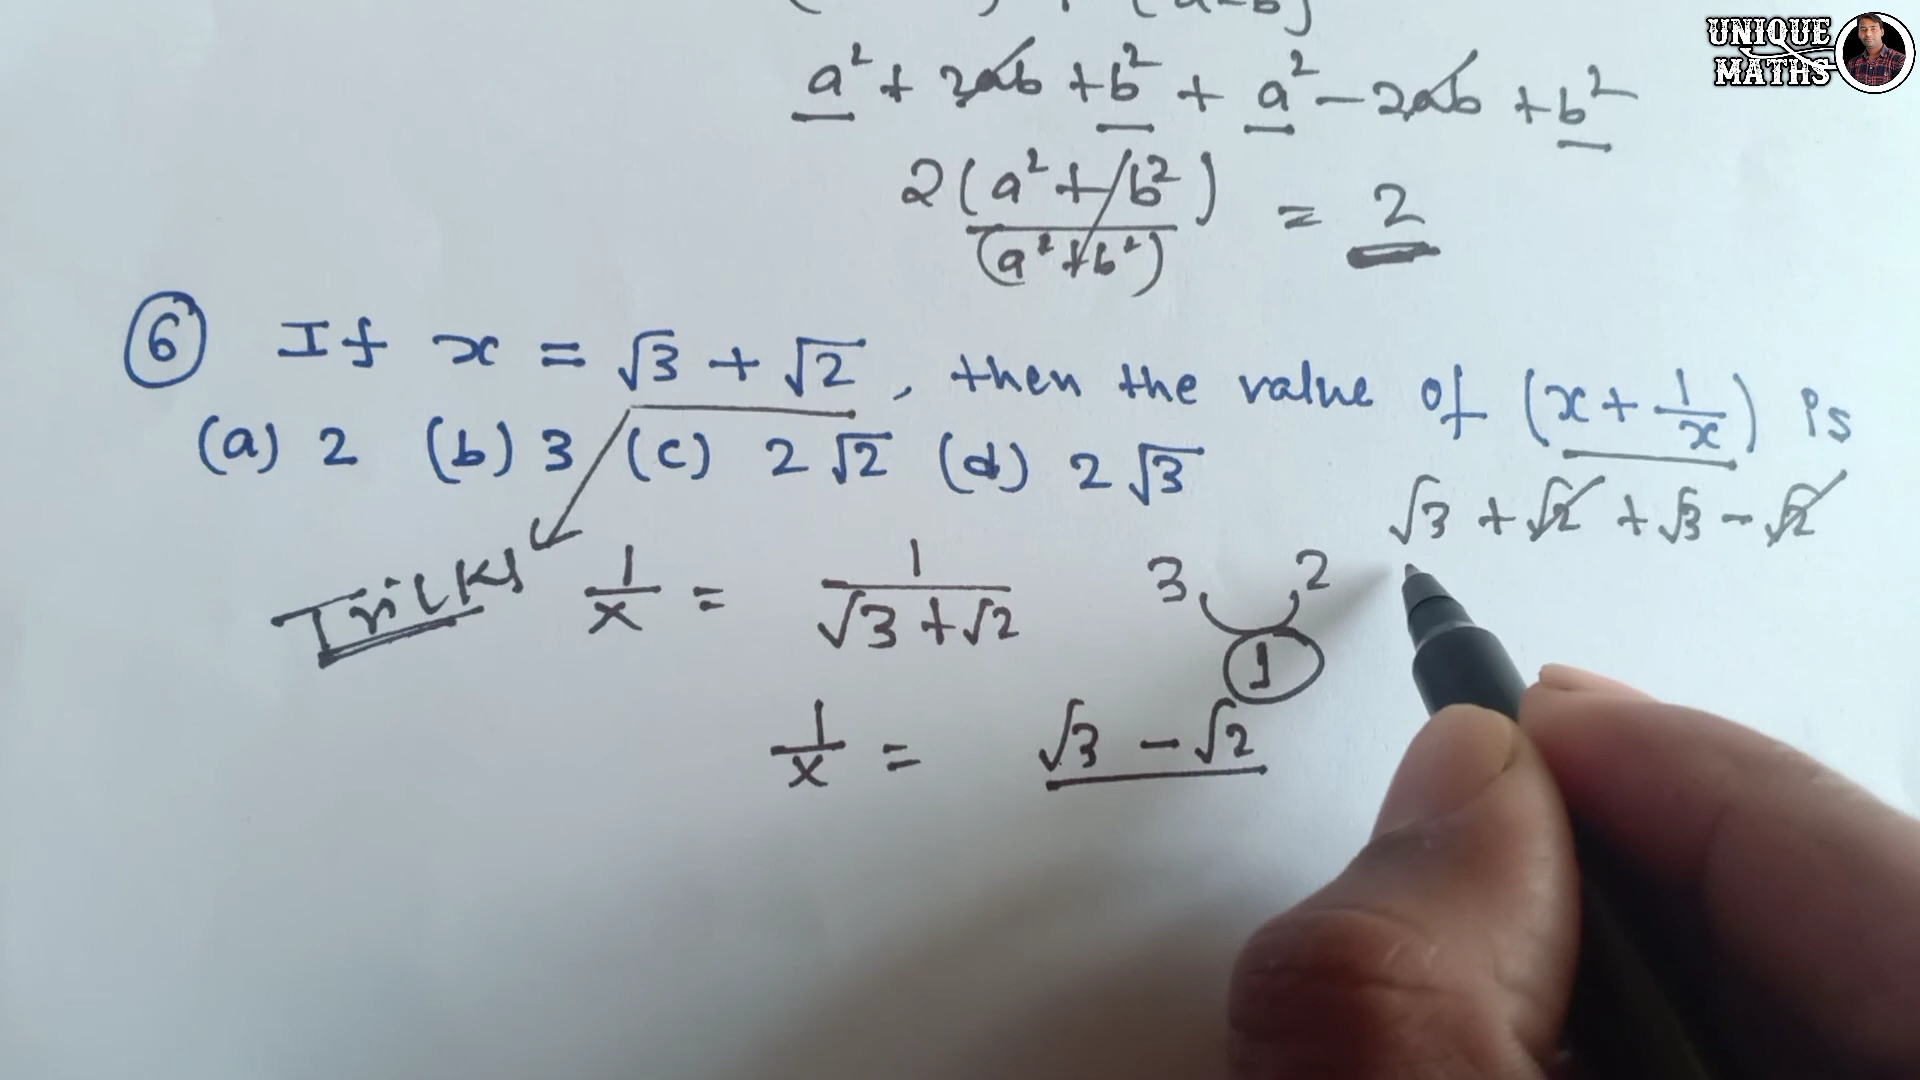 UNIQUE
MATHS
a² + 2ab + b² + a² - 2ab + b²
2(a² + b²)
(a² + b²)
= 2
6 If x = √3 + √2, then the value of (x + 1/x) is
(a) 2 (b) 3 (c) 2√2 (d) 2√3
√3 + √2 + √3 - √2
Tricks 1/x = 1/(√3 + √2)
3 2
1
1/x = √3 - √2